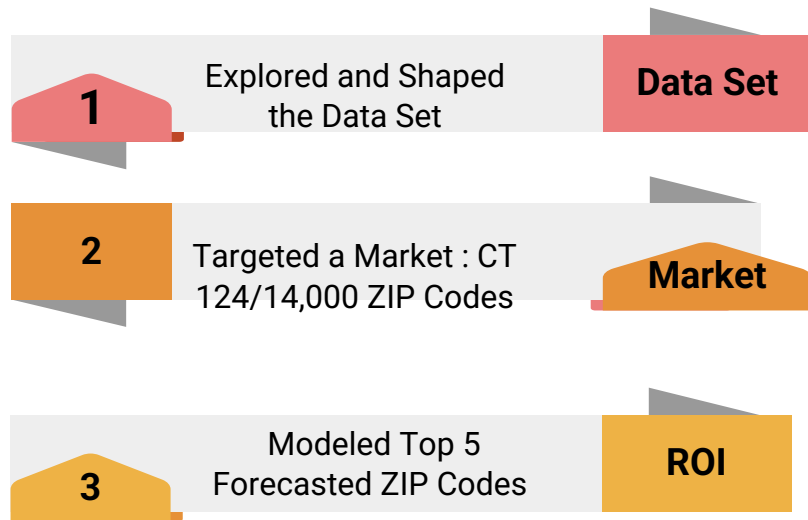 1
Explored and Shaped
the Data Set
Data Set
2
Targeted a Market : CT
124/14,000 ZIP Codes
Market
3
Modeled Top 5
Forecasted ZIP Codes
ROI